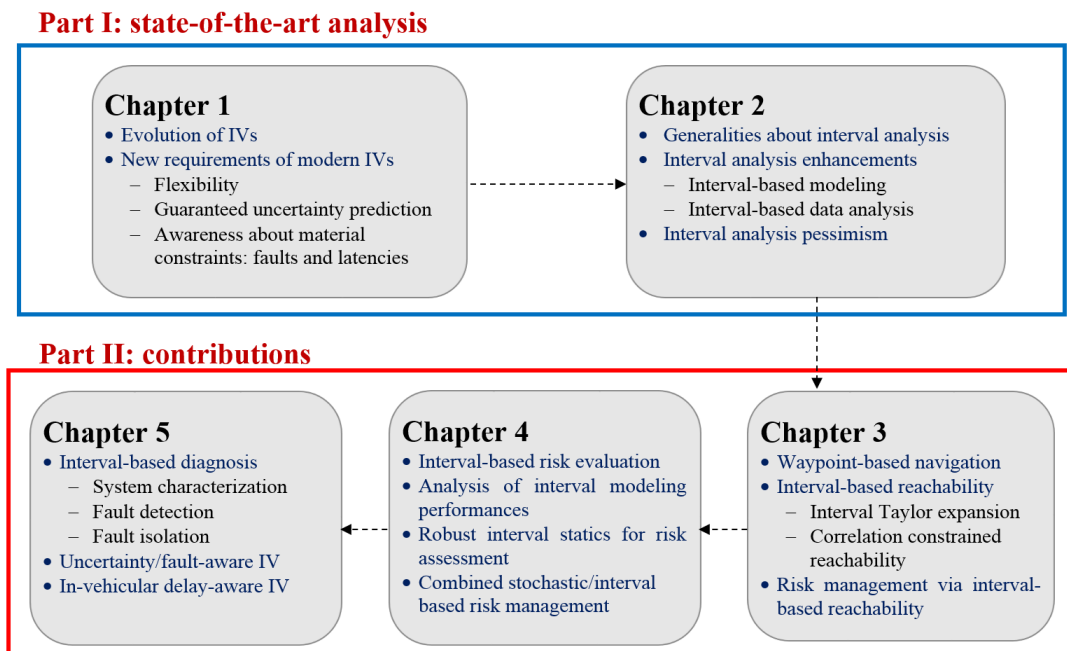 Part I: state-of-the-art analysis
Chapter 1
• Evolution of IVs
• New requirements of modern IVs
– Flexibility
– Guaranteed uncertainty prediction
– Awareness about material
constraints: faults and latencies
Chapter 2
• Generalities about interval analysis
• Interval analysis enhancements
– Interval-based modeling
– Interval-based data analysis
• Interval analysis pessimism
Part II: contributions
Chapter 5
• Interval-based diagnosis
– System characterization
– Fault detection
– Fault isolation
• Uncertainty/fault-aware IV
• In-vehicular delay-aware IV
Chapter 4
• Interval-based risk evaluation
• Analysis of interval modeling
performances
• Robust interval statics for risk
assessment
• Combined stochastic/interval
based risk management
Chapter 3
• Waypoint-based navigation
• Interval-based reachability
– Interval Taylor expansion
– Correlation constrained
reachability
• Risk management via interval-
based reachability